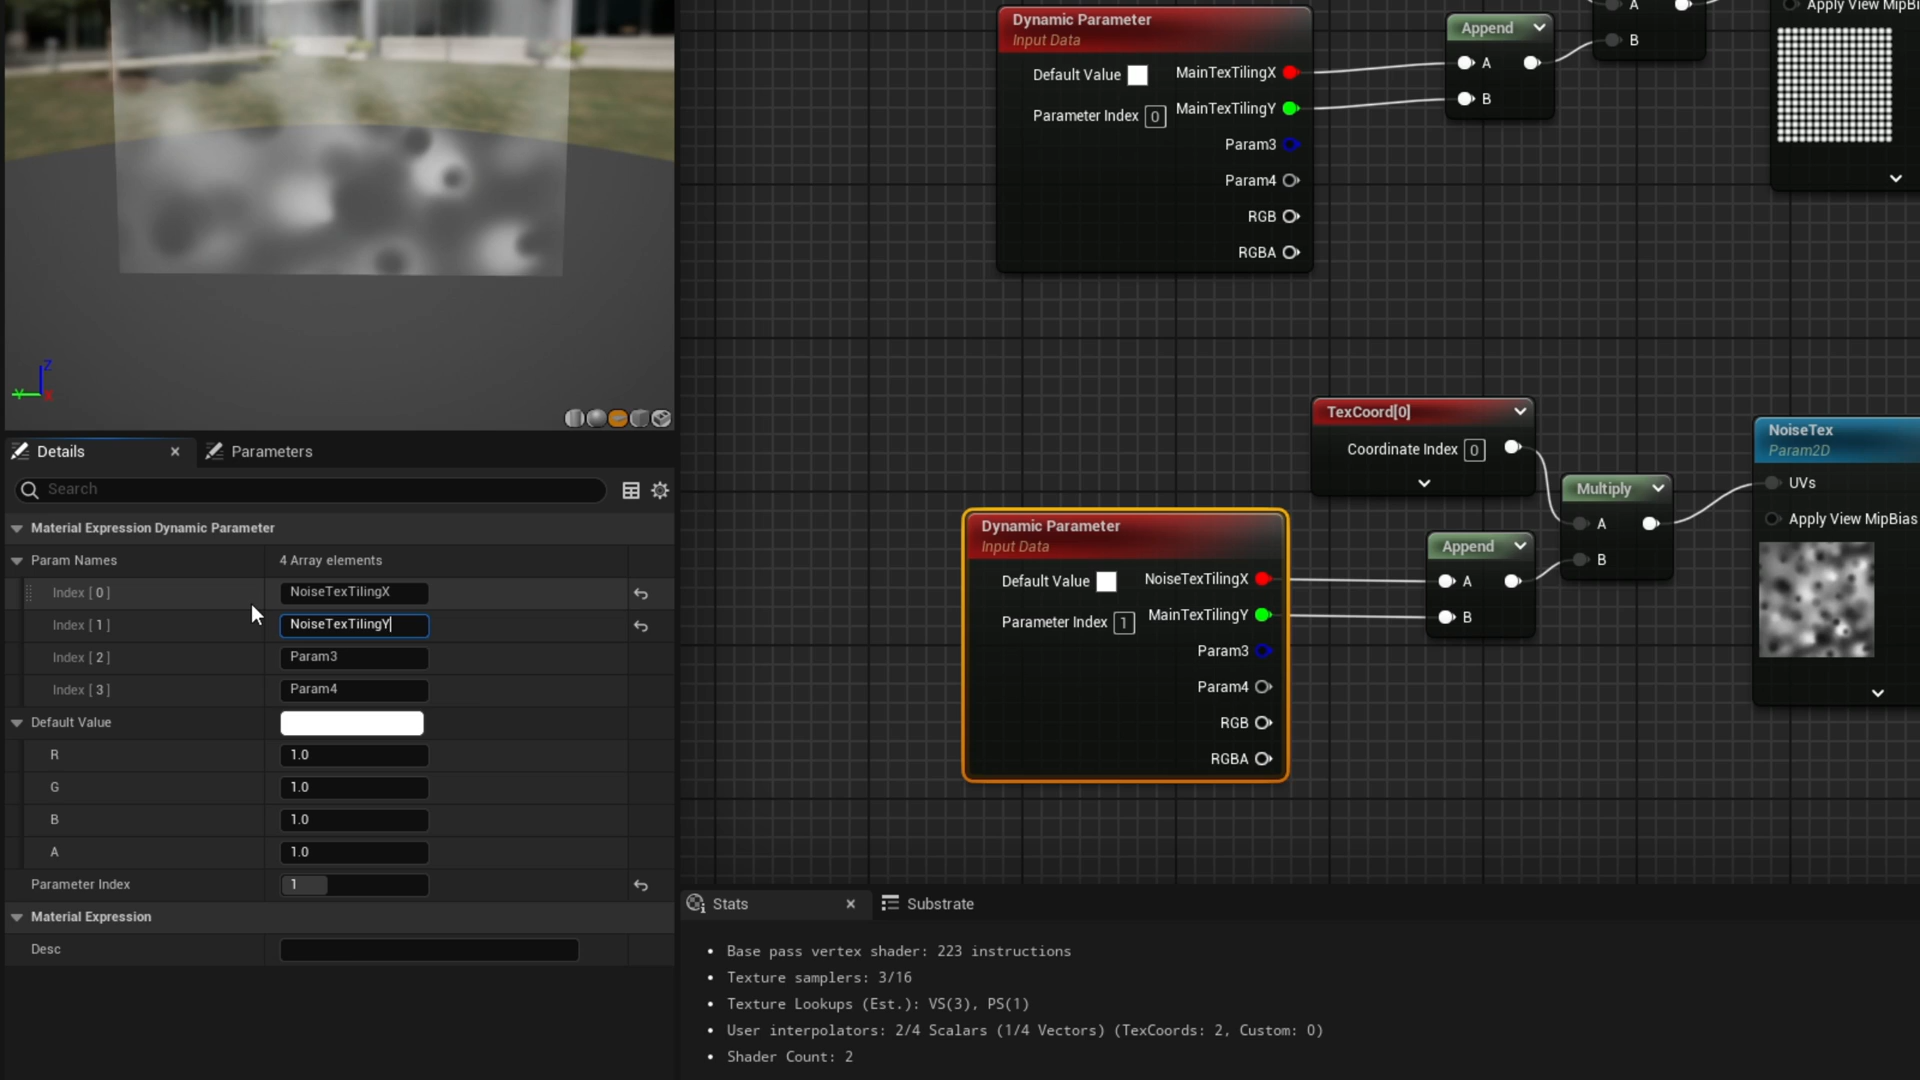 Dynamic Parameter
Input Data
Default Value
Parameter Index 0
MainTexTilingX
MainTexTilingY
Param3
Param4
RGB
RGBA
Append
A
B
A
B
Apply View MipBi
TexCoord[0]
Coordinate Index 0
Dynamic Parameter
Input Data
Default Value
Parameter Index 1
NoiseTexTilingX
MainTexTilingY
Param3
Param4
RGB
RGBA
Append
A
B
Multiply
A
B
NoiseTex
Param2D
UVs
Apply View MipBias
Z
Y
X
Details
Parameters
Search
Material Expression Dynamic Parameter
Param Names 4 Array elements
Index [ 0 ] NoiseTexTilingX
Index [ 1 ] NoiseTexTilingY
Index [ 2 ] Param3
Index [ 3 ] Param4
Default Value
R 1.0
G 1.0
B 1.0
A 1.0
Parameter Index 1
Material Expression
Desc
Stats
Substrate
Base pass vertex shader: 223 instructions
Texture samplers: 3/16
Texture Lookups (Est.): VS(3), PS(1)
User interpolators: 2/4 Scalars (1/4 Vectors) (TexCoords: 2, Custom: 0)
Shader Count: 2